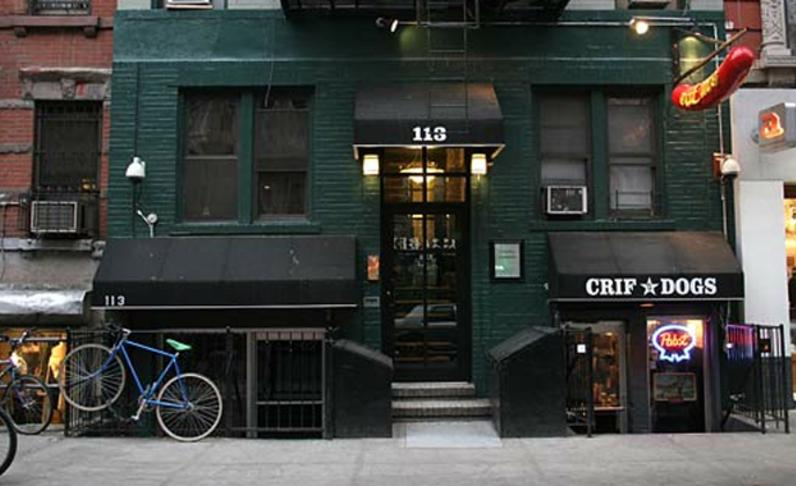 113
eat me
113
CRIF DOGS
Pabst